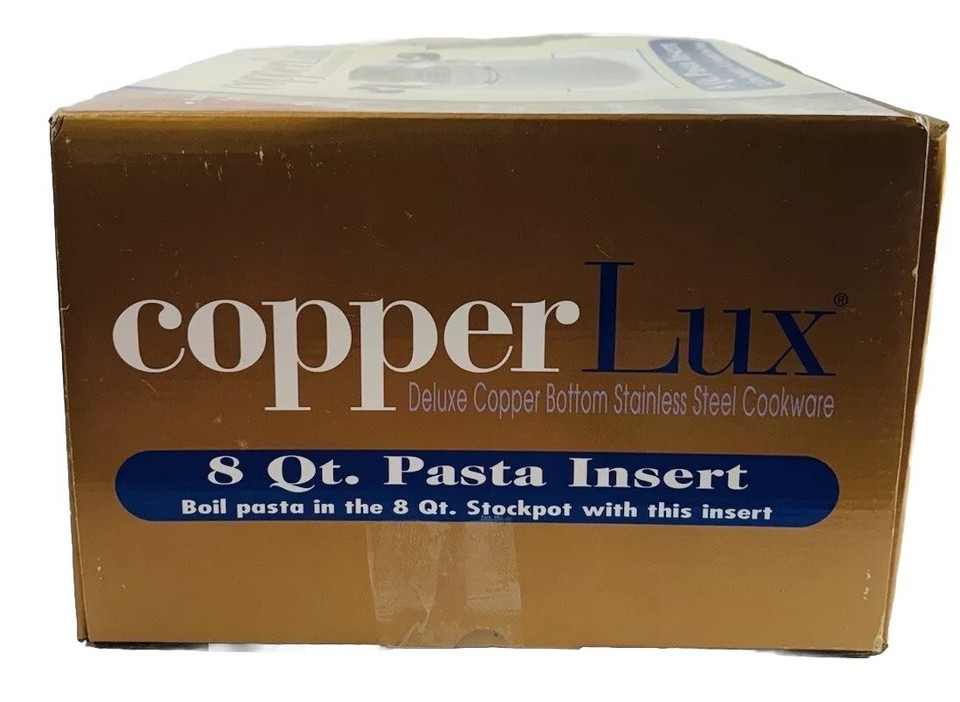 copperLux®
Deluxe Copper Bottom Stainless Steel Cookware
8 Qt. Pasta Insert
Boil pasta in the 8 Qt. Stockpot with this insert